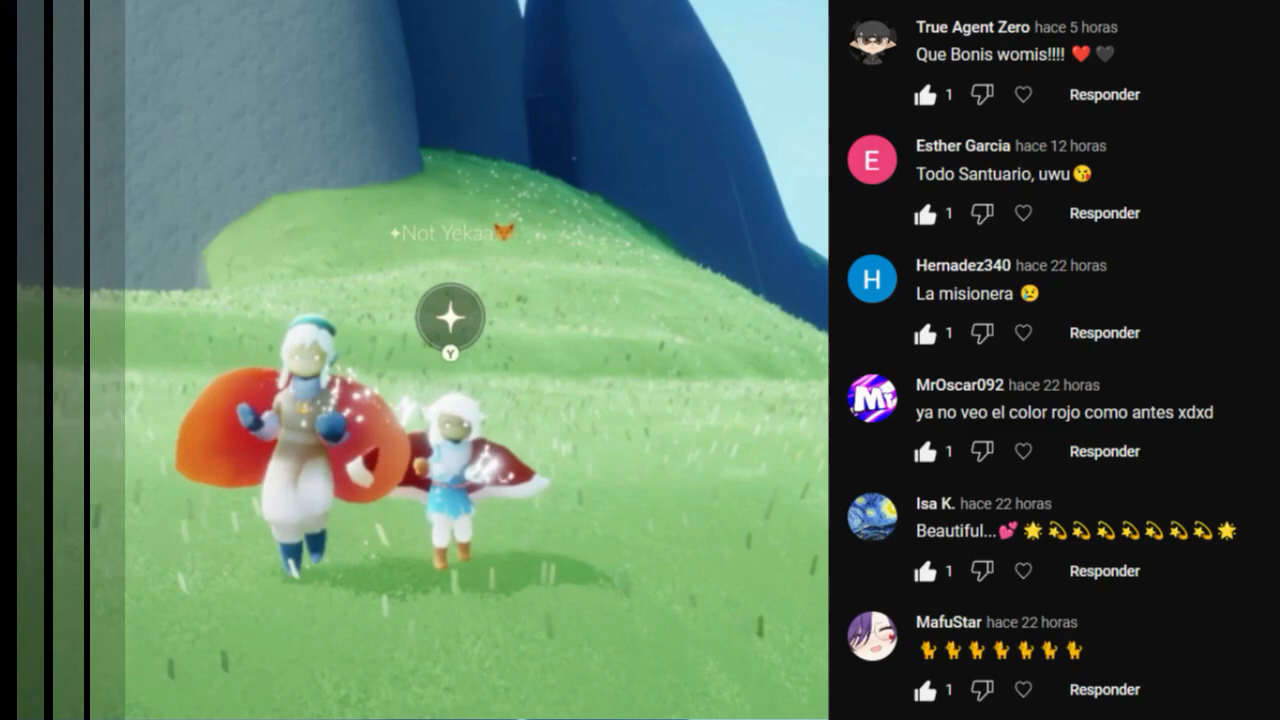 ✦Not Yekaa🦊
Y
True Agent Zero hace 5 horas
Que Bonis womis!!!! ❤️🖤
1 Responder
E
Esther Garcia hace 12 horas
Todo Santuario, uwu😘
1 Responder
H
Hernadez340 hace 22 horas
La misionera 😢
1 Responder
MrOscar092 hace 22 horas
ya no veo el color rojo como antes xdxd
1 Responder
Isa K. hace 22 horas
Beautiful...💕🌟💫💫💫💫💫💫💫🌟
1 Responder
MafuStar hace 22 horas
🐈🐈🐈🐈🐈🐈🐈
1 Responder